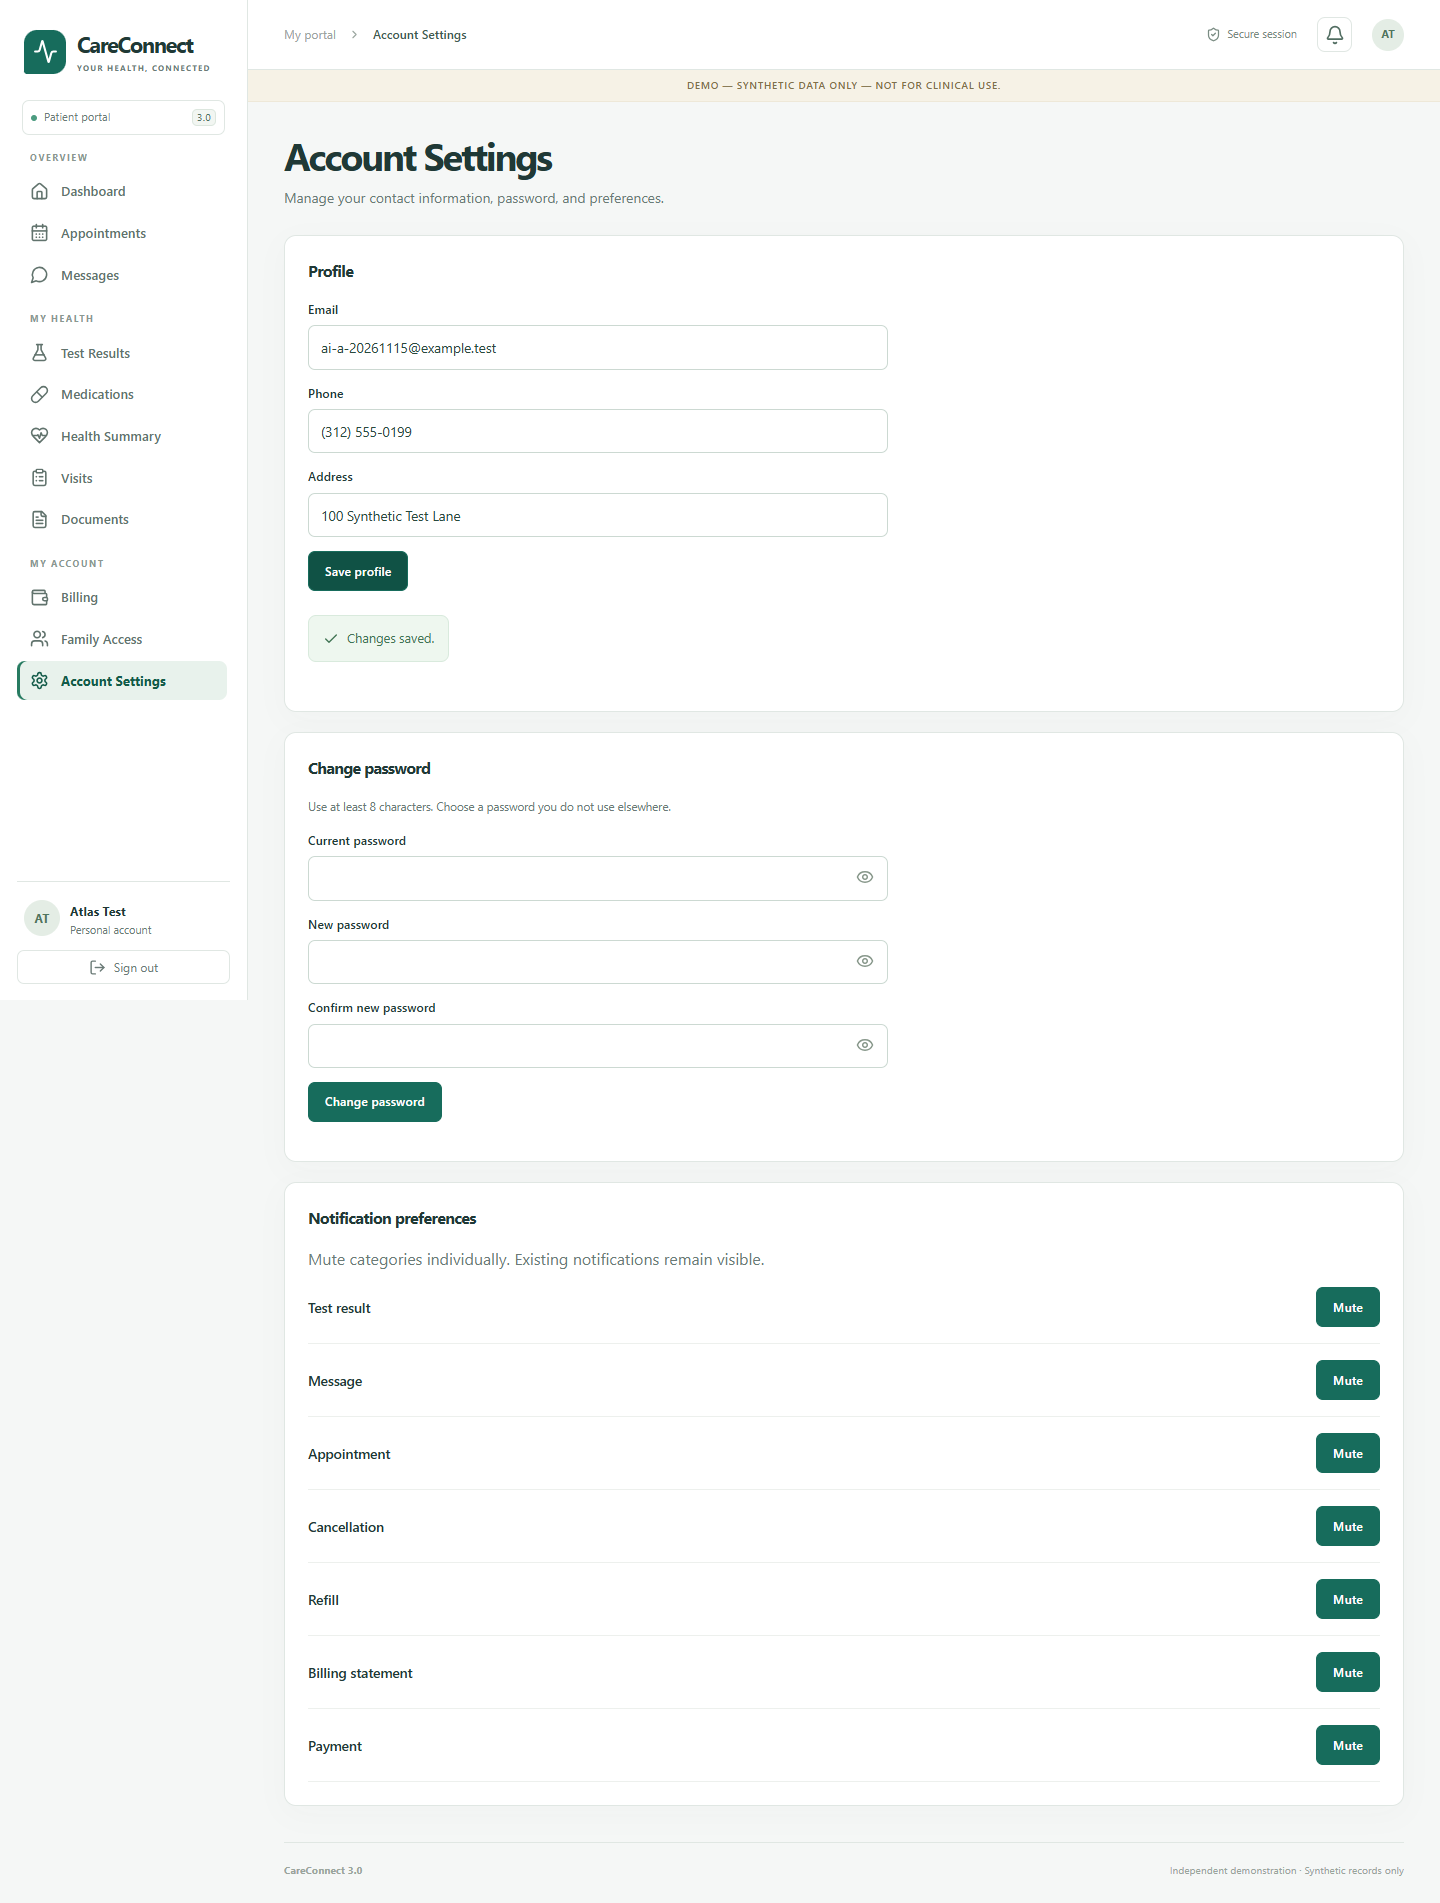 CareConnect
YOUR HEALTH, CONNECTED
Patient portal 3.0
OVERVIEW
Dashboard
Appointments
Messages
MY HEALTH
Test Results
Medications
Health Summary
Visits
Documents
MY ACCOUNT
Billing
Family Access
Account Settings
AT
Atlas Test
Personal account
Sign out
My portal > Account Settings
Secure session
AT
DEMO — SYNTHETIC DATA ONLY — NOT FOR CLINICAL USE.
Account Settings
Manage your contact information, password, and preferences.
Profile
Email
ai-a-20261115@example.test
Phone
(312) 555-0199
Address
100 Synthetic Test Lane
Save profile
Changes saved.
Change password
Use at least 8 characters. Choose a password you do not use elsewhere.
Current password
New password
Confirm new password
Change password
Notification preferences
Mute categories individually. Existing notifications remain visible.
Test result Mute
Message Mute
Appointment Mute
Cancellation Mute
Refill Mute
Billing statement Mute
Payment Mute
CareConnect 3.0
Independent demonstration · Synthetic records only